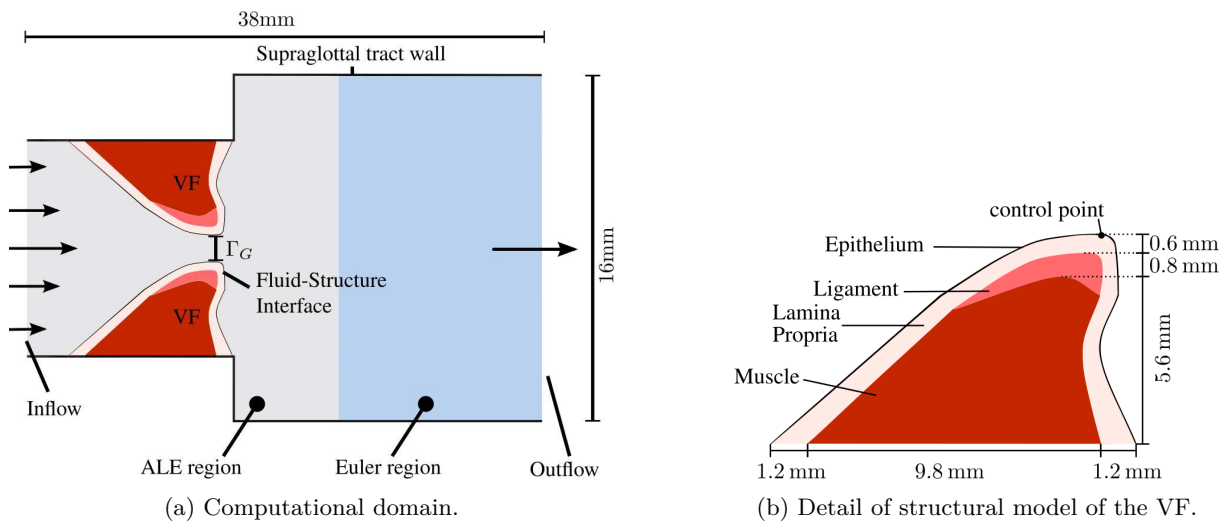 38mm
Supraglottal tract wall
VF
Γ_G
Fluid-Structure
Interface
VF
16mm
Inflow
ALE region
Euler region
Outflow
(a) Computational domain.
control point
Epithelium
0.6 mm
0.8 mm
Ligament
Lamina
Propria
5.6 mm
Muscle
1.2 mm
9.8 mm
1.2 mm
(b) Detail of structural model of the VF.